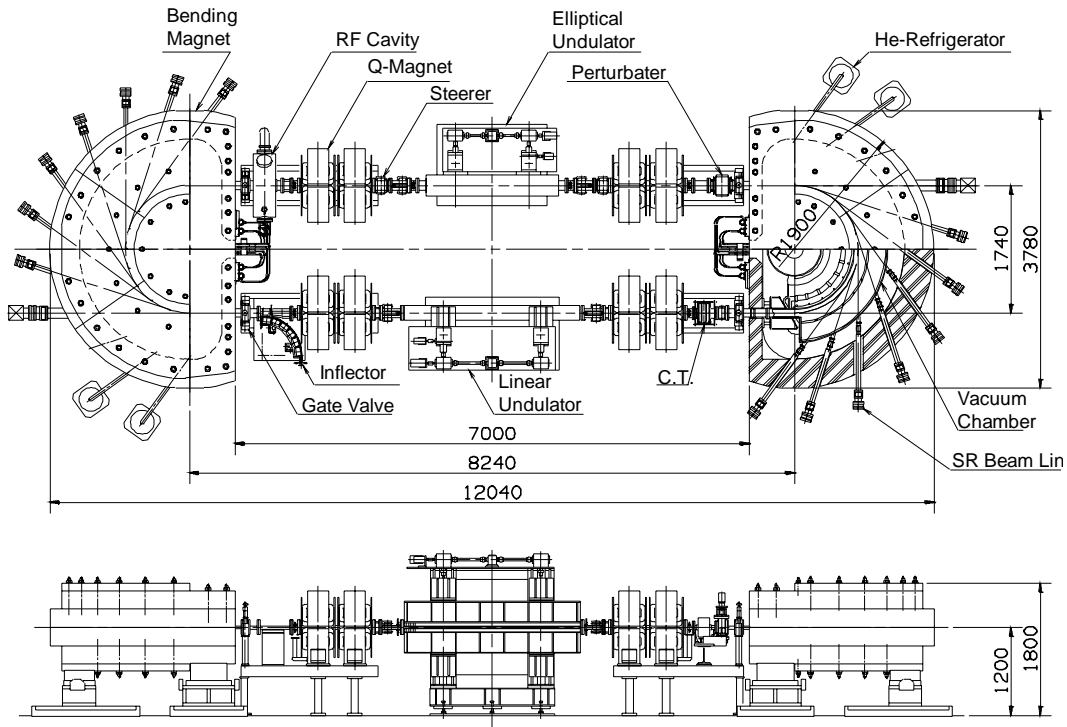 Bending
Magnet
RF Cavity
Q-Magnet
Steerer
Elliptical
Undulator
Perturbater
He-Refrigerator
R1900
1740
3780
Inflector
Gate Valve
Linear
Undulator
C.T.
Vacuum
Chamber
SR Beam Lin
7000
8240
12040
1200
1800